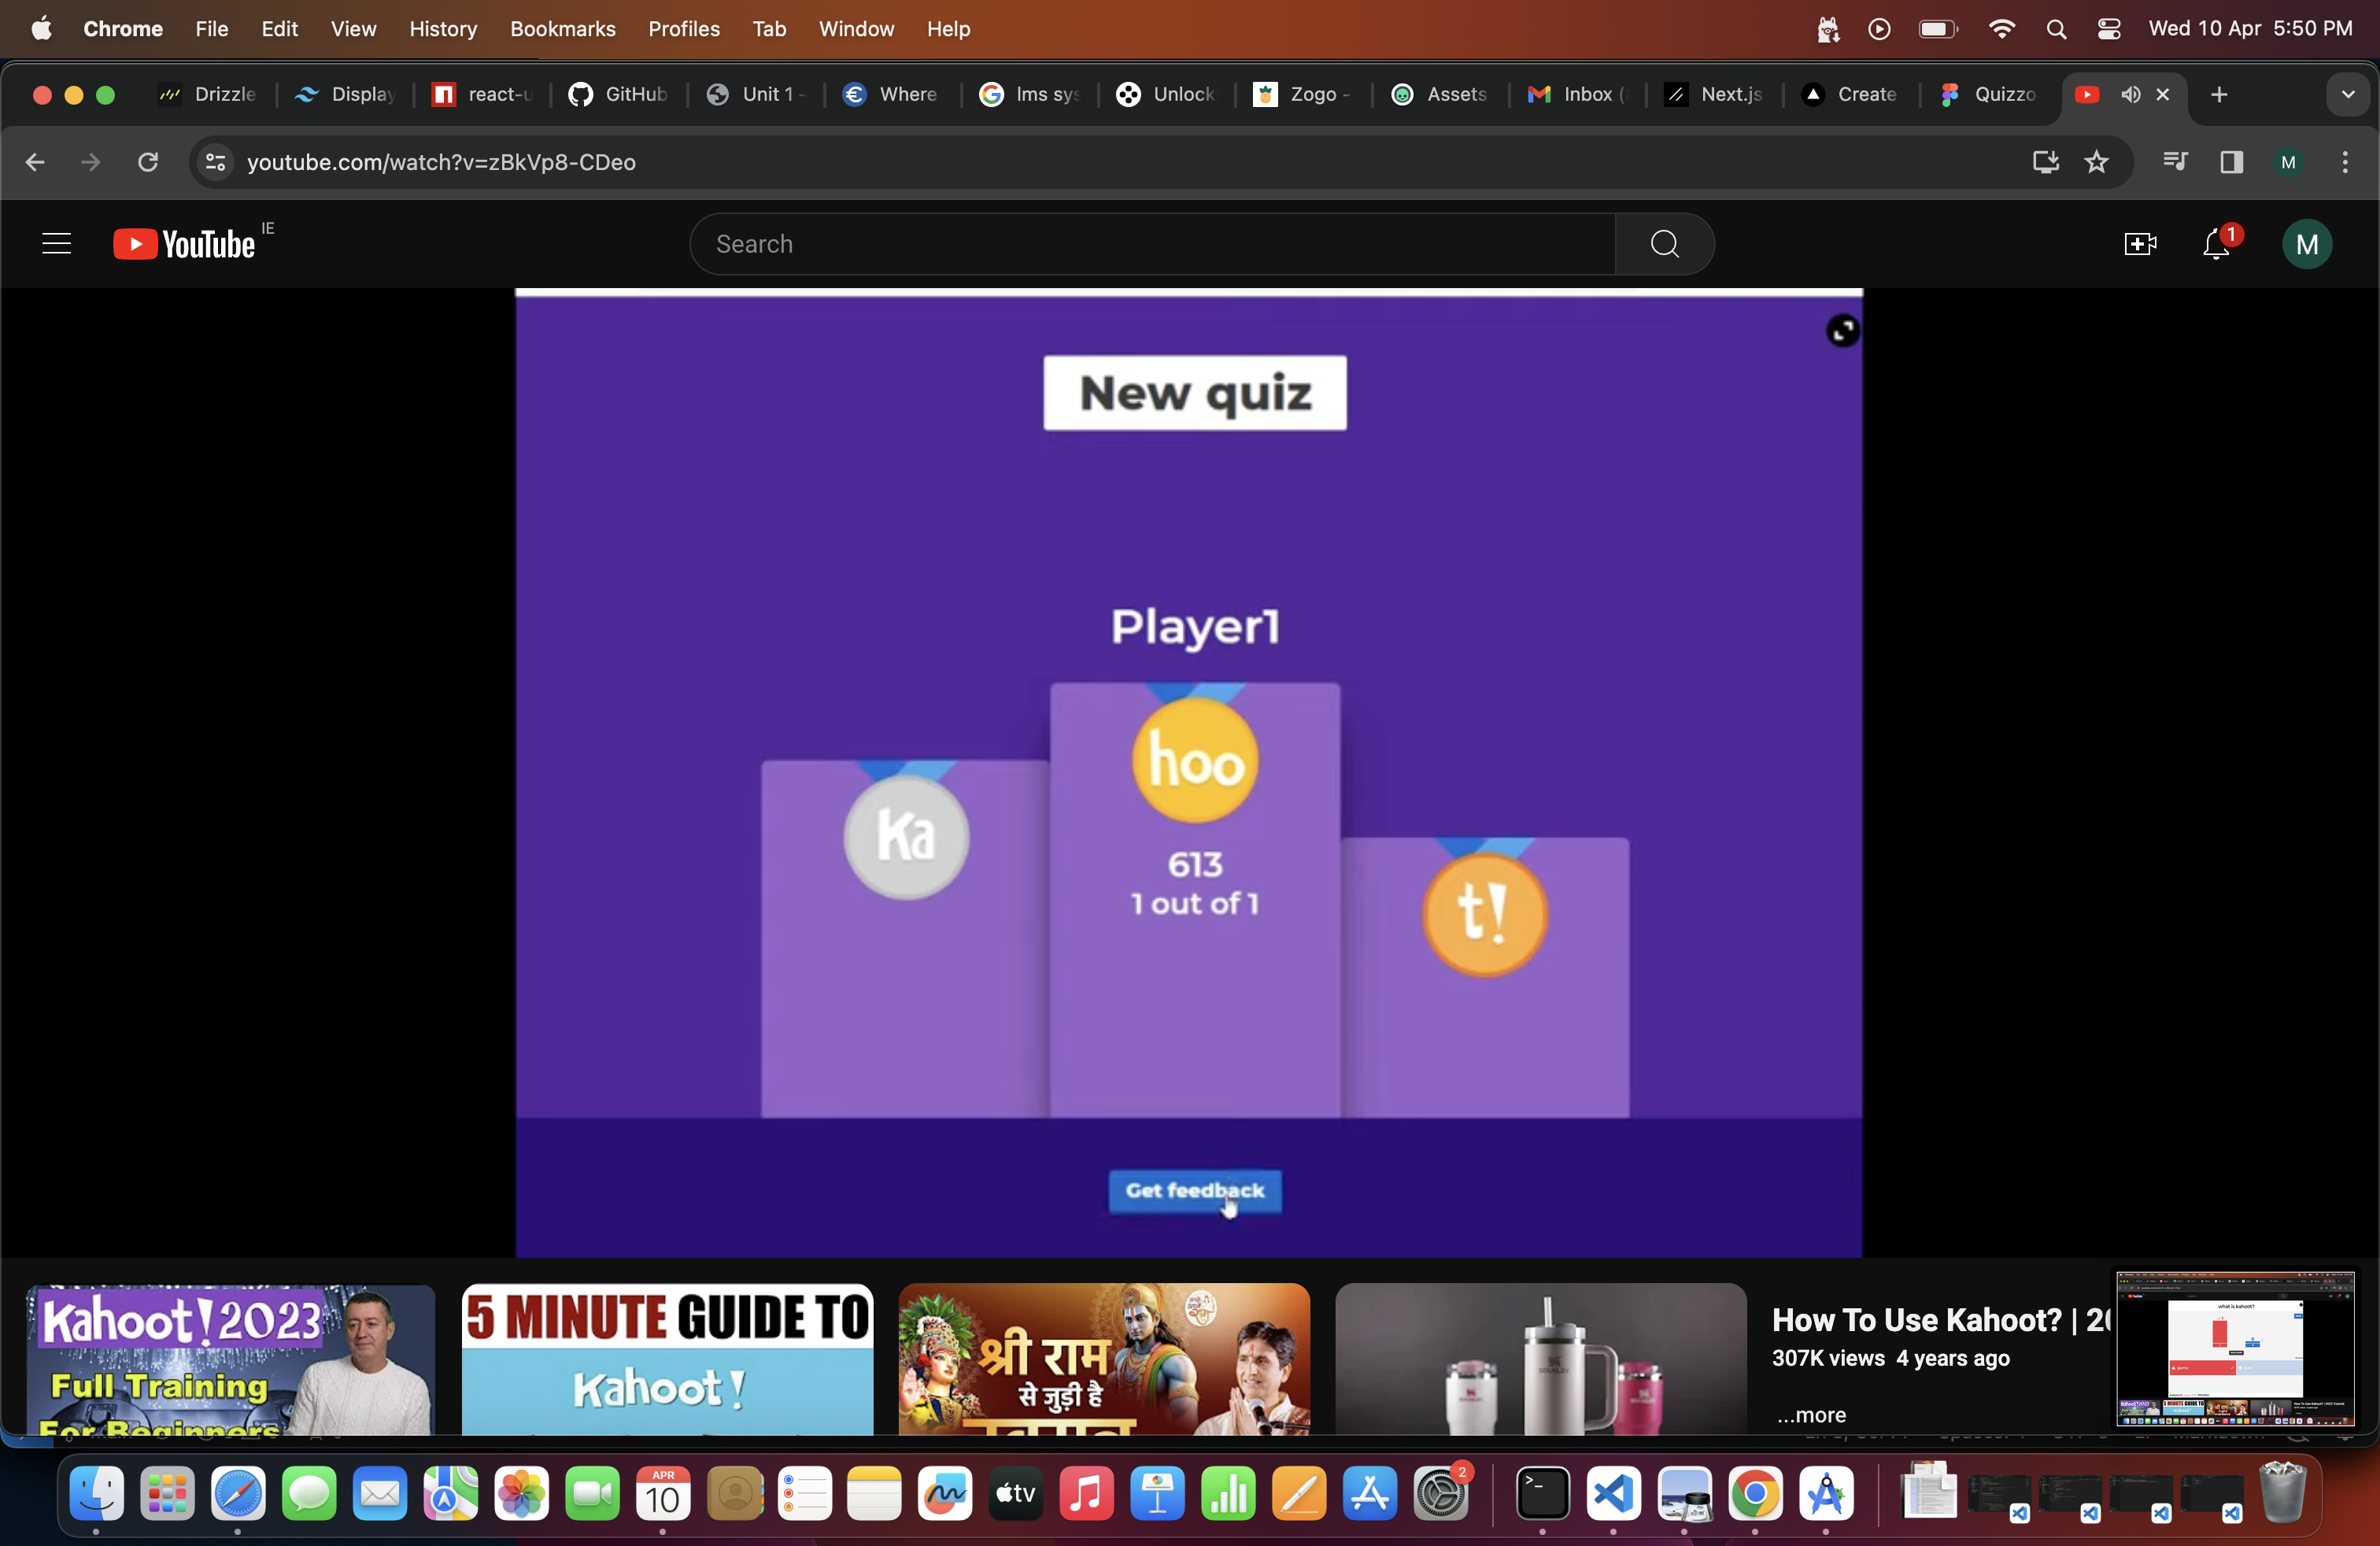 Chrome File Edit View History Bookmarks Profiles Tab Window Help Wed 10 Apr 5:50 PM
Drizzle Display react-u GitHub Unit 1 - Where lms sys Unlock Zogo - Assets Inbox ( Next.js Create Quizzo
youtube.com/watch?v=zBkVp8-CDeo M
YouTube IE Search 1 M
New quiz
Player1
hoo
Ka
613
1 out of 1
t!
Get feedback
Kahoot! 2023
Full Training
For Beginners
5 MINUTE GUIDE TO
Kahoot!
श्री राम
से जुड़ी है
How To Use Kahoot? | 20
307K views 4 years ago
...more
what is kahoot?
APR
10
tv
2